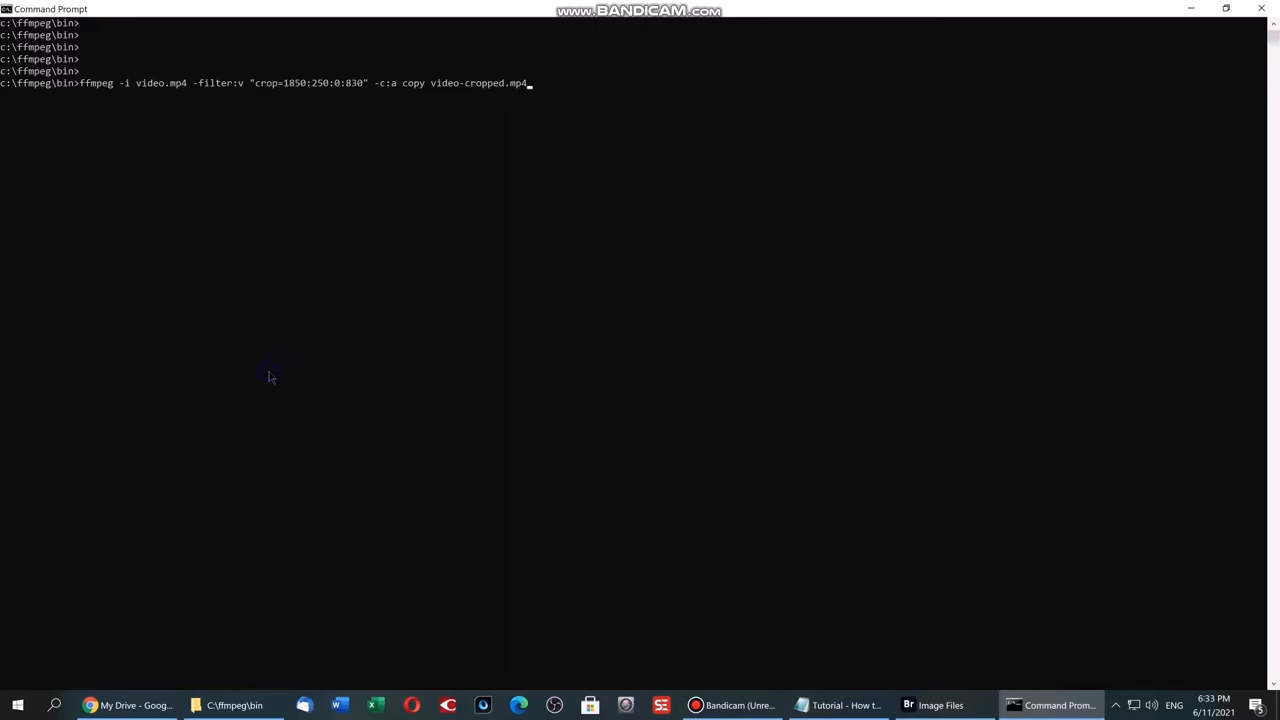 Command Prompt
www.BANDICAM.com
c:\ffmpeg\bin>
c:\ffmpeg\bin>
c:\ffmpeg\bin>
c:\ffmpeg\bin>
c:\ffmpeg\bin>
c:\ffmpeg\bin>ffmpeg -i video.mp4 -filter:v "crop=1850:250:0:830" -c:a copy video-cropped.mp4
My Drive - Goog...
C:\ffmpeg\bin
Bandicam (Unre...
Tutorial - How t...
Br Image Files
Command Prom...
ENG
6:33 PM
6/11/2021
5